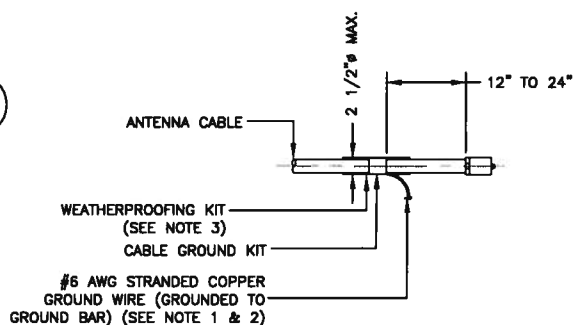 2 1/2"ø MAX.
12" TO 24"
ANTENNA CABLE
WEATHERPROOFING KIT
(SEE NOTE 3)
CABLE GROUND KIT
#6 AWG STRANDED COPPER
GROUND WIRE (GROUNDED TO
GROUND BAR) (SEE NOTE 1 & 2)